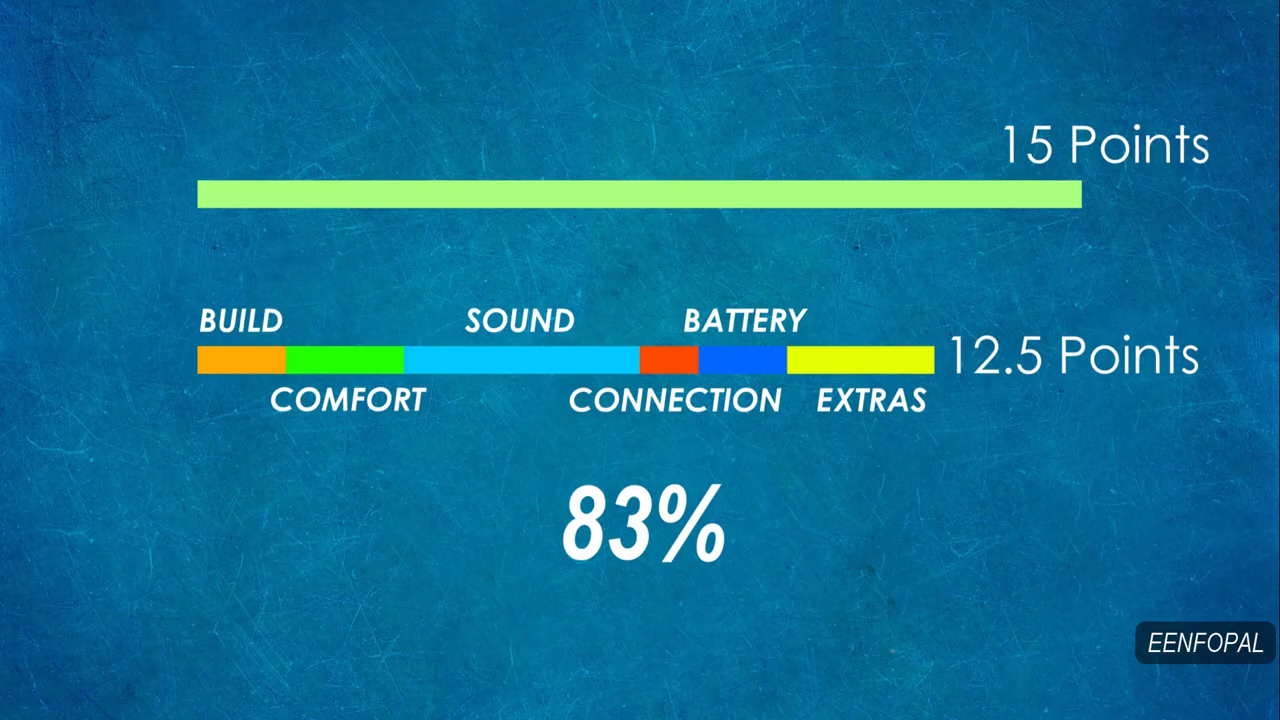 15 Points
BUILD SOUND BATTERY
12.5 Points
COMFORT CONNECTION EXTRAS
83%
EENFOPAL